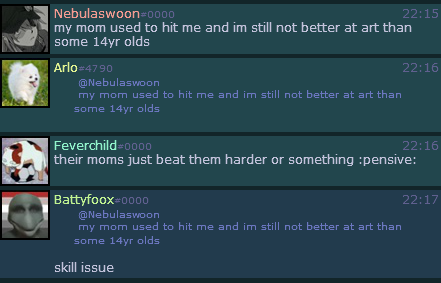 Nebulaswoon#0000 22:15
my mom used to hit me and im still not better at art than
some 14yr olds
Arlo#4790 22:16
@Nebulaswoon
my mom used to hit me and im still not better at art than
some 14yr olds
Feverchild#0000 22:16
their moms just beat them harder or something :pensive:
Battyfoox#0000 22:17
@Nebulaswoon
my mom used to hit me and im still not better at art than
some 14yr olds
skill issue